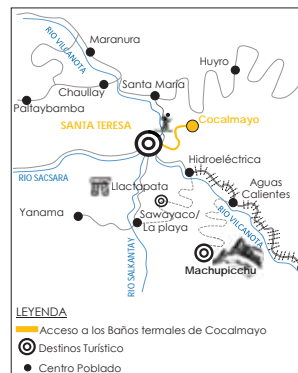 Maranura
RIO VILCANOTA
Huyro
Chaullay
Santa María
Paltaybamba
SANTA TERESA
Cocalmayo
Hidroeléctrica
RIO SACSARA
Llactapata
Aguas
Calientes
Yanama
Sawayaco/
La playa
RIO SALKANTAY
RIO VILCANOTA
Machupicchu
LEYENDA
Acceso a los Baños termales de Cocalmayo
Destinos Turístico
Centro Poblado